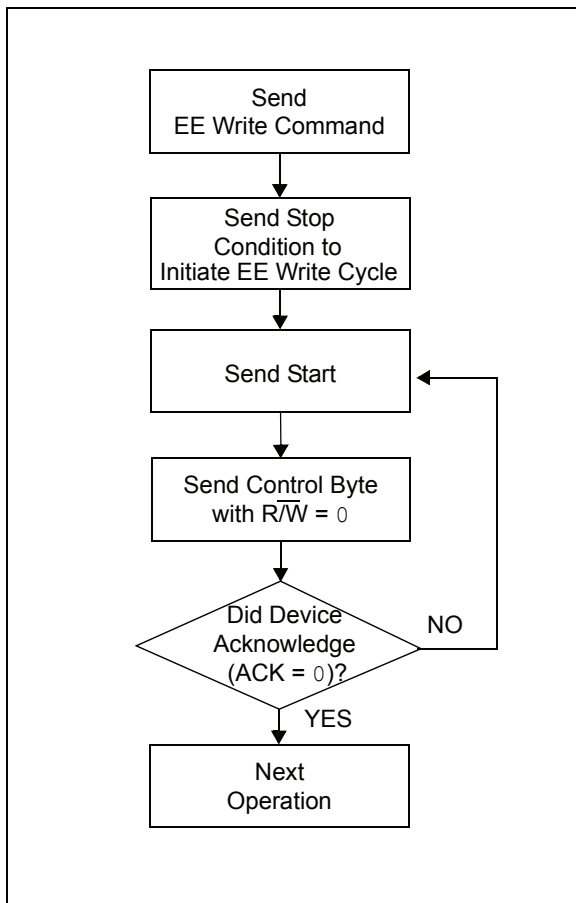 Send
EE Write Command
Send Stop
Condition to
Initiate EE Write Cycle
Send Start
Send Control Byte
with R/W̅ = 0
Did Device
Acknowledge
(ACK = 0)?
NO
YES
Next
Operation